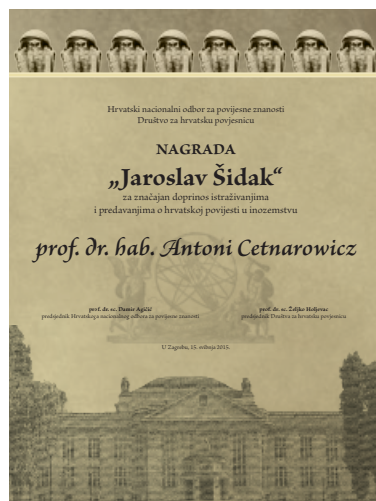 Hrvatski nacionalni odbor za povijesne znanosti
Društvo za hrvatsku povjesnicu
NAGRADA
„Jaroslav Šidak“
za značajan doprinos istraživanjima
i predavanjima o hrvatskoj povijesti u inozemstvu
prof. dr. hab. Antoni Cetnarowicz
prof. dr. sc. Damir Agičić
predsjednik Hrvatskoga nacionalnog odbora za povijesne znanosti
prof. dr. sc. Željko Holjevac
predsjednik Društva za hrvatsku povjesnicu
U Zagrebu, 15. svibnja 2015.